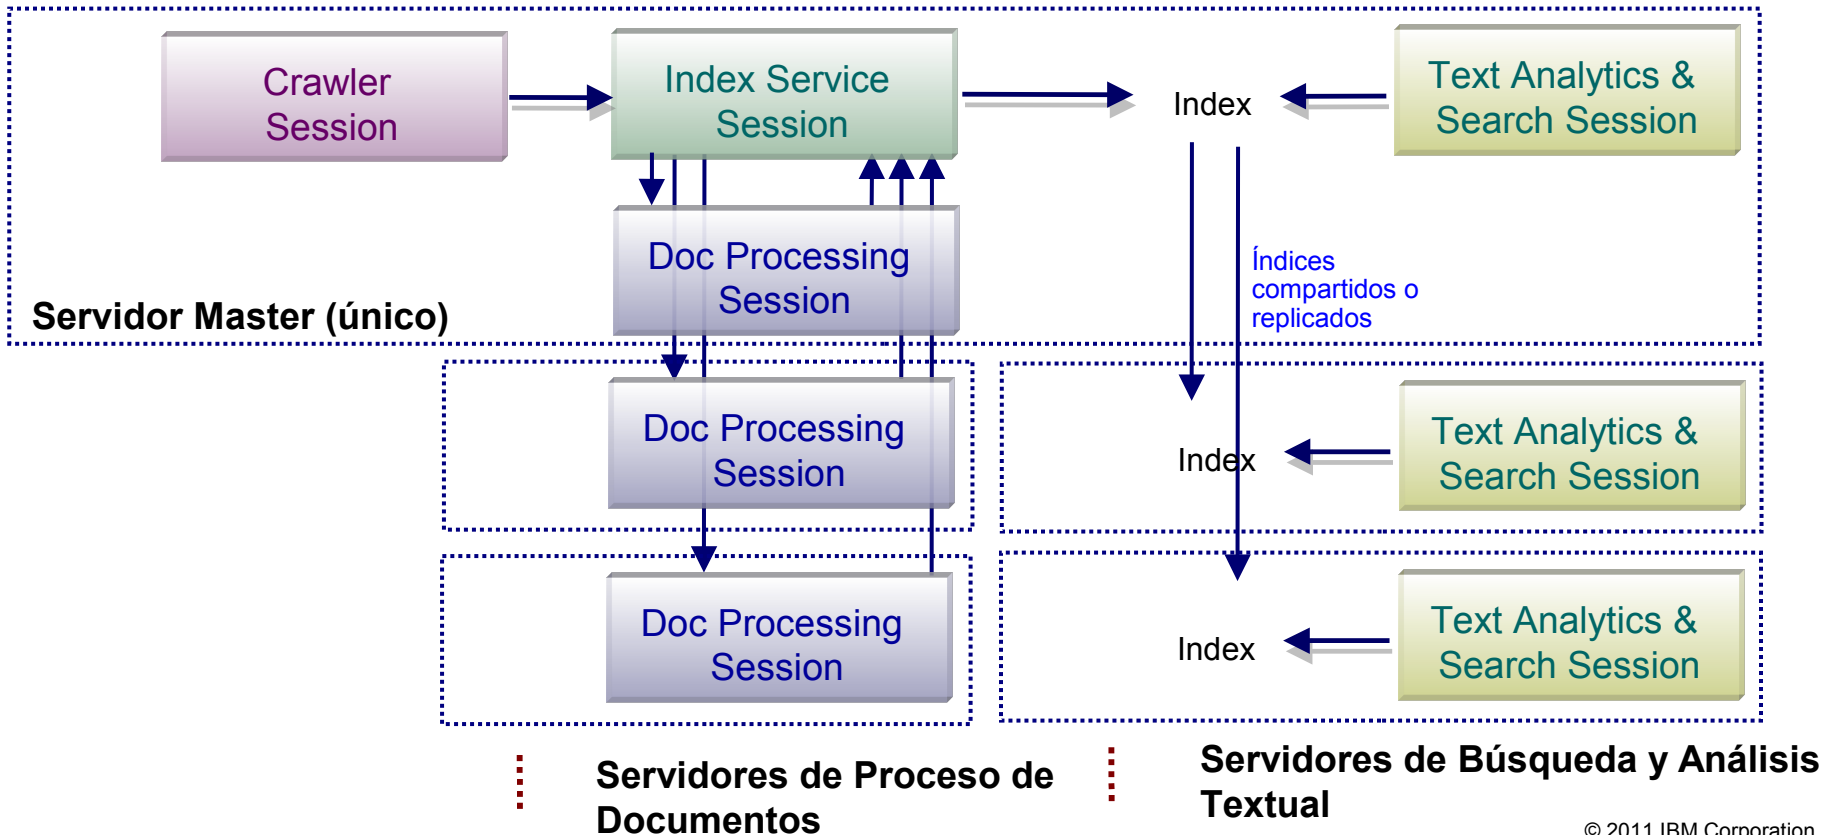 Crawler
Session
Index Service
Session
Index
Text Analytics &
Search Session
Doc Processing
Session
Índices
compartidos o
replicados
Servidor Master (único)
Doc Processing
Session
Index
Text Analytics &
Search Session
Doc Processing
Session
Index
Text Analytics &
Search Session
Servidores de Proceso de
Documentos
Servidores de Búsqueda y Análisis
Textual
© 2011 IBM Corporation